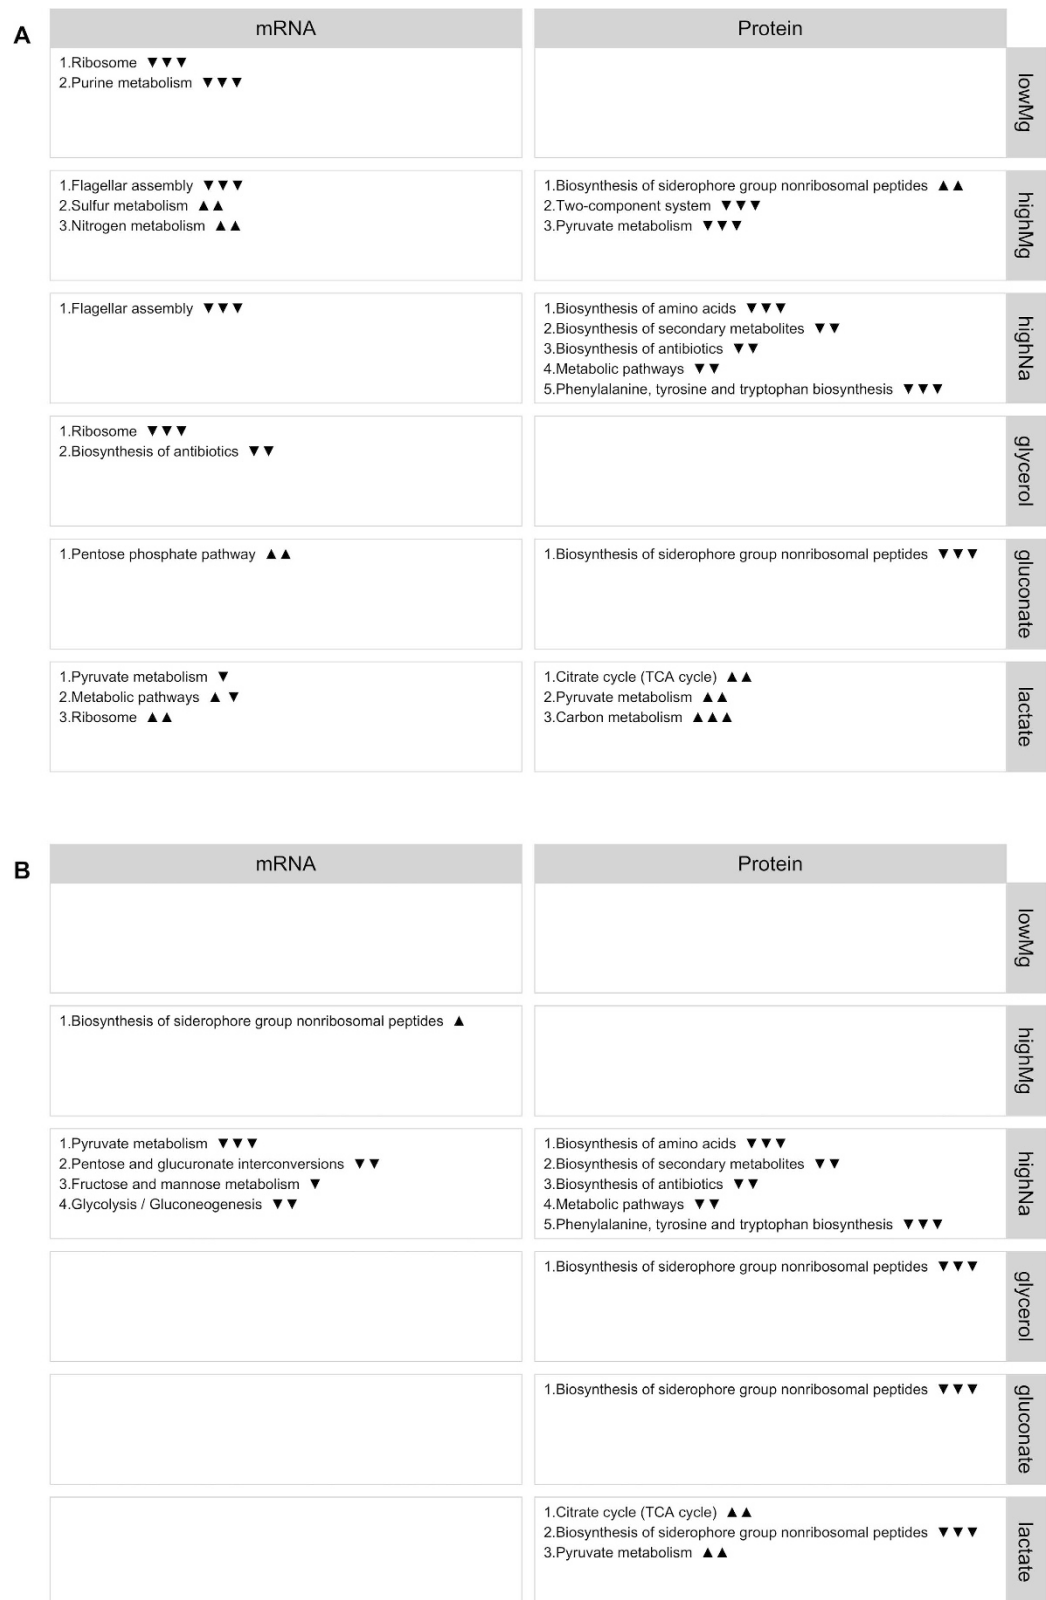 A
mRNA
Protein
1.Ribosome ▼▼▼
2.Purine metabolism ▼▼▼
lowMg
1.Flagellar assembly ▼▼▼
2.Sulfur metabolism ▲▲
3.Nitrogen metabolism ▲▲
1.Biosynthesis of siderophore group nonribosomal peptides ▲▲
2.Two-component system ▼▼▼
3.Pyruvate metabolism ▼▼▼
highMg
1.Flagellar assembly ▼▼▼
1.Biosynthesis of amino acids ▼▼▼
2.Biosynthesis of secondary metabolites ▼▼
3.Biosynthesis of antibiotics ▼▼
4.Metabolic pathways ▼▼
5.Phenylalanine, tyrosine and tryptophan biosynthesis ▼▼▼
highNa
1.Ribosome ▼▼▼
2.Biosynthesis of antibiotics ▼▼
glycerol
1.Pentose phosphate pathway ▲▲
1.Biosynthesis of siderophore group nonribosomal peptides ▼▼▼
gluconate
1.Pyruvate metabolism ▼
2.Metabolic pathways ▲▼
3.Ribosome ▲▲
1.Citrate cycle (TCA cycle) ▲▲
2.Pyruvate metabolism ▲▲
3.Carbon metabolism ▲▲▲
lactate
B
mRNA
Protein
lowMg
1.Biosynthesis of siderophore group nonribosomal peptides ▲
highMg
1.Pyruvate metabolism ▼▼▼
2.Pentose and glucuronate interconversions ▼▼
3.Fructose and mannose metabolism ▼
4.Glycolysis / Gluconeogenesis ▼▼
1.Biosynthesis of amino acids ▼▼▼
2.Biosynthesis of secondary metabolites ▼▼
3.Biosynthesis of antibiotics ▼▼
4.Metabolic pathways ▼▼
5.Phenylalanine, tyrosine and tryptophan biosynthesis ▼▼▼
highNa
1.Biosynthesis of siderophore group nonribosomal peptides ▼▼▼
glycerol
1.Biosynthesis of siderophore group nonribosomal peptides ▼▼▼
gluconate
1.Citrate cycle (TCA cycle) ▲▲
2.Biosynthesis of siderophore group nonribosomal peptides ▼▼▼
3.Pyruvate metabolism ▲▲
lactate